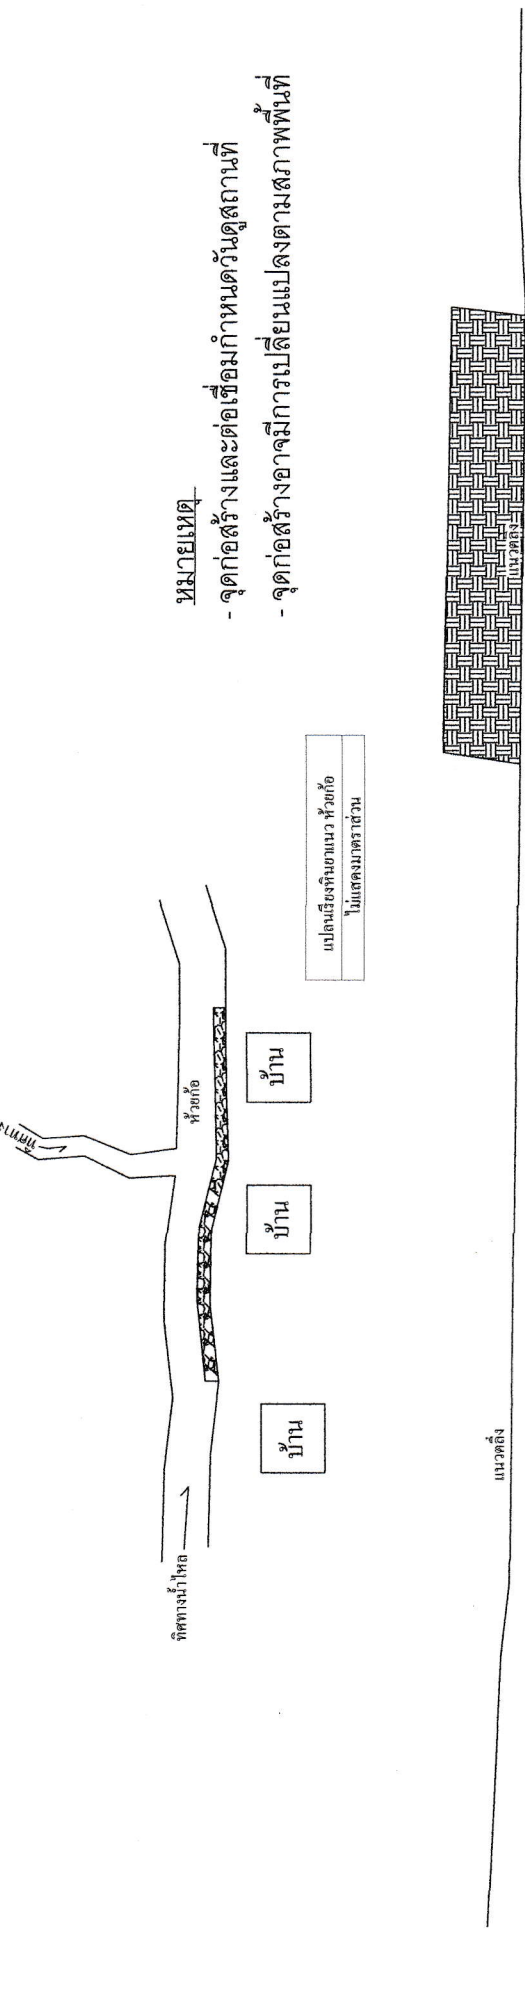 หมายเหตุ
- จุดก่อสร้างและต่อเชื่อมกำหนดวันดูสถานที่
- จุดก่อสร้างอาจมีการเปลี่ยนแปลงตามสภาพพื้นที่
ห้วยก้อ
ทิศทางน้ำไหล
บ้าน
บ้าน
บ้าน
แปลนเรียงหินยาแนว ห้วยก้อ
ไม่แสดงมาตราส่วน
แนวตลิ่ง
แนวตลิ่ง